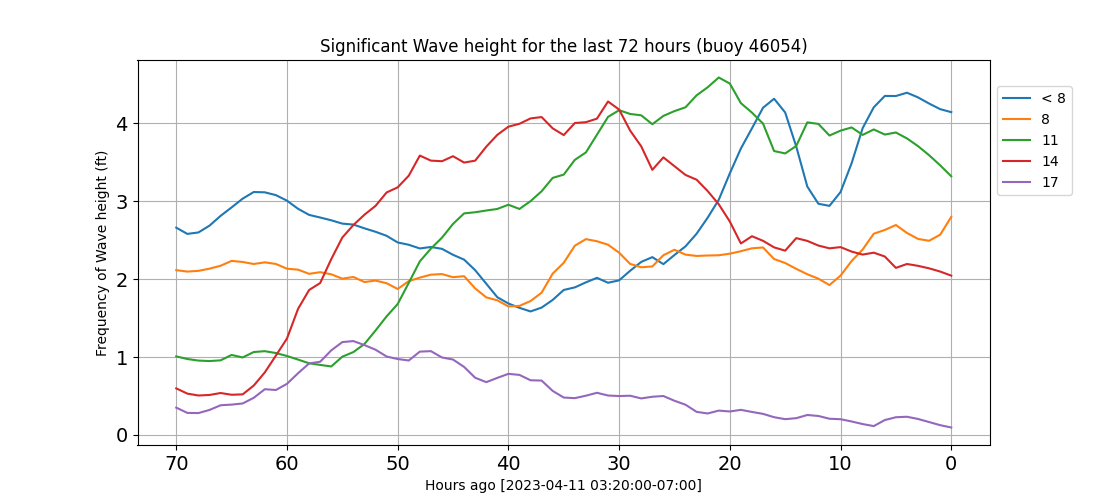 Significant Wave height for the last 72 hours (buoy 46054)
Frequency of Wave height (ft)
4
3
2
1
0
70 60 50 40 30 20 10 0
Hours ago [2023-04-11 03:20:00-07:00]
< 8
8
11
14
17